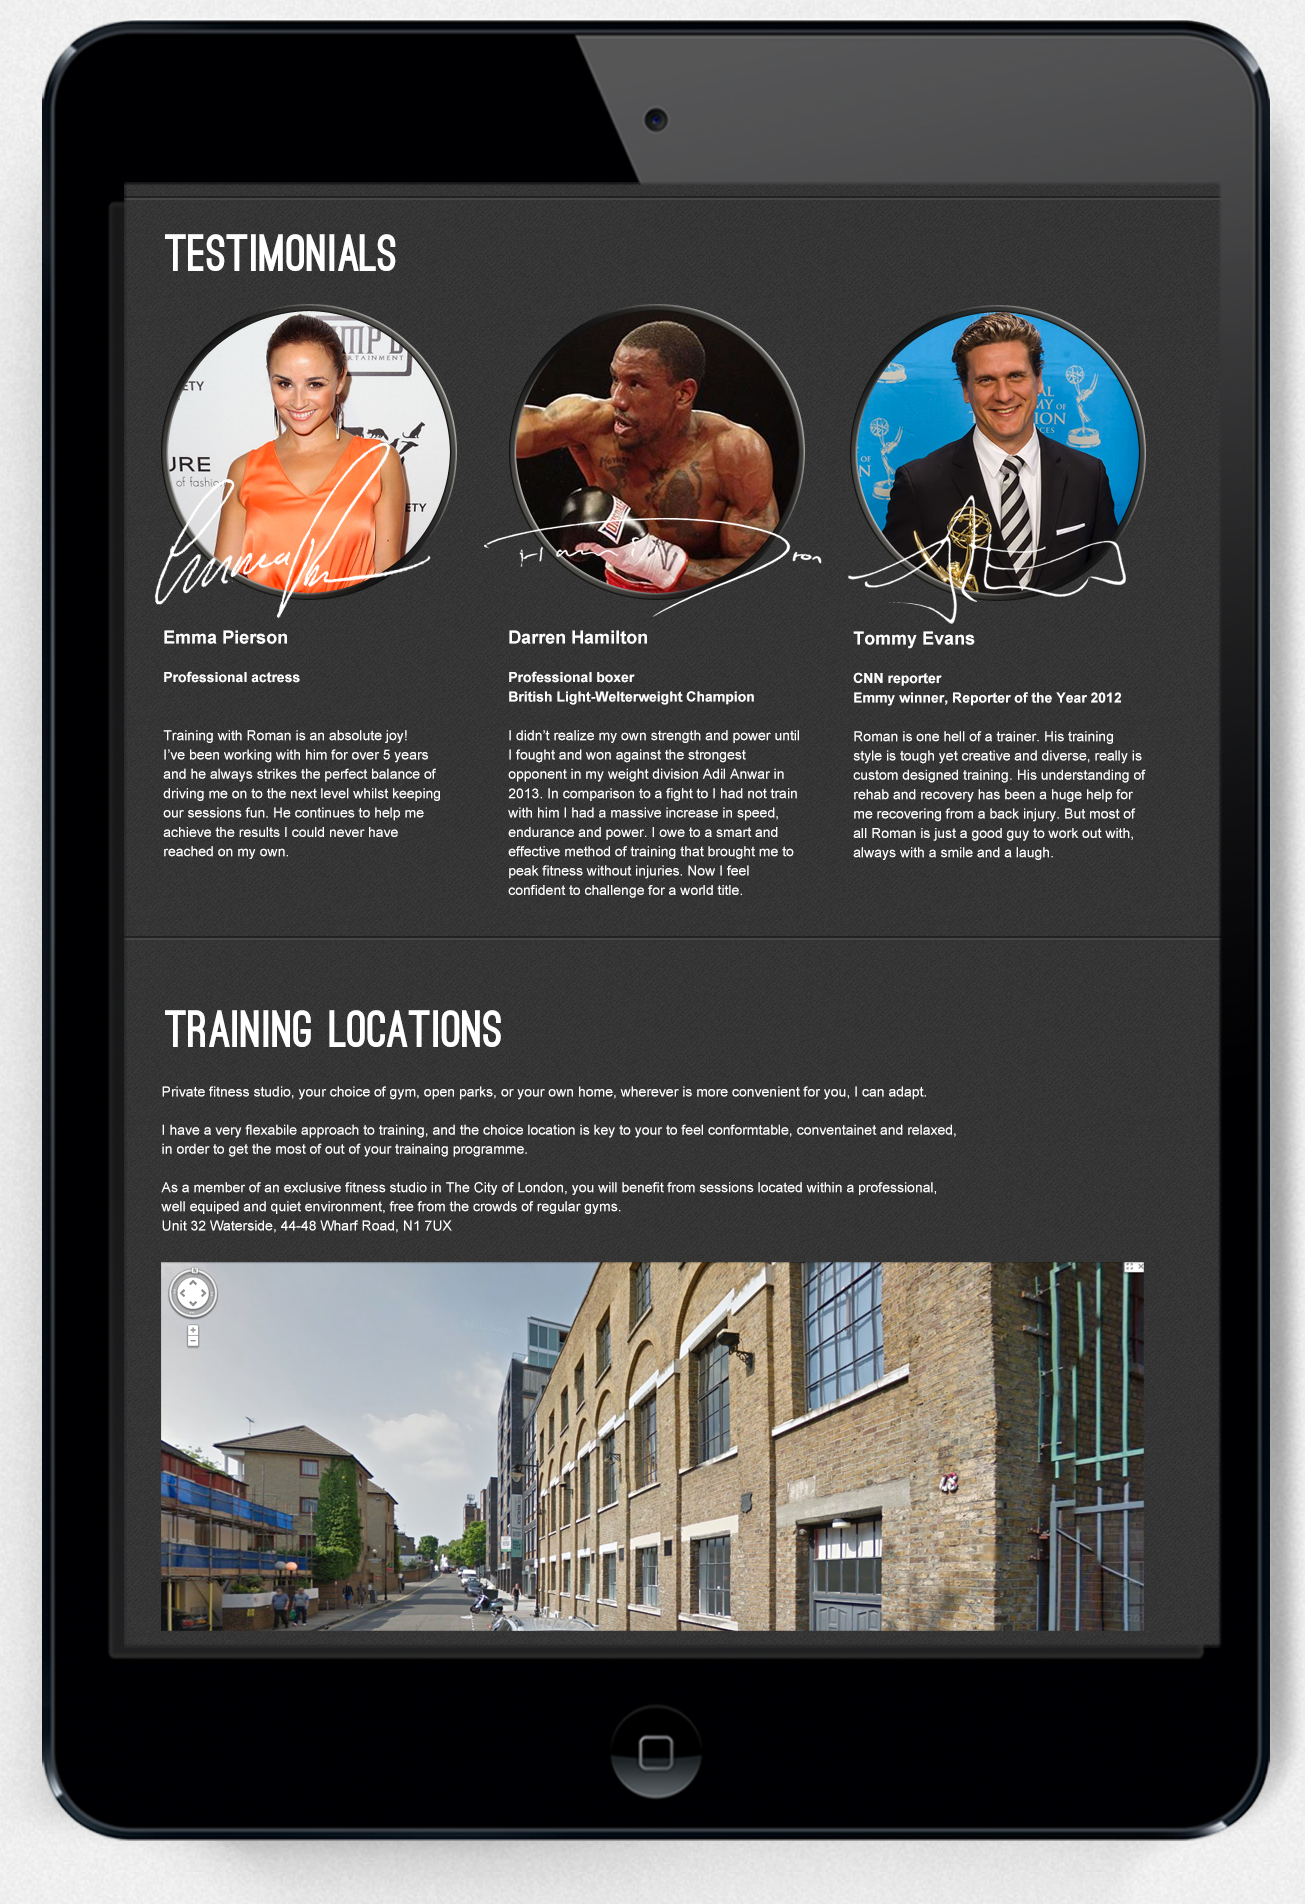 TESTIMONIALS
MP'D
ERTAINMENT
ETY
URE
of fashion
ETY
OF
N
AL
MY OF
ION
CES
Emma Pierson
Professional actress
Training with Roman is an absolute joy!
I've been working with him for over 5 years
and he always strikes the perfect balance of
driving me on to the next level whilst keeping
our sessions fun. He continues to help me
achieve the results I could never have
reached on my own.
Darren Hamilton
Professional boxer
British Light-Welterweight Champion
I didn't realize my own strength and power until
I fought and won against the strongest
opponent in my weight division Adil Anwar in
2013. In comparison to a fight to I had not train
with him I had a massive increase in speed,
endurance and power. I owe to a smart and
effective method of training that brought me to
peak fitness without injuries. Now I feel
confident to challenge for a world title.
Tommy Evans
CNN reporter
Emmy winner, Reporter of the Year 2012
Roman is one hell of a trainer. His training
style is tough yet creative and diverse, really is
custom designed training. His understanding of
rehab and recovery has been a huge help for
me recovering from a back injury. But most of
all Roman is just a good guy to work out with,
always with a smile and a laugh.
TRAINING LOCATIONS
Private fitness studio, your choice of gym, open parks, or your own home, wherever is more convenient for you, I can adapt.
I have a very flexabile approach to training, and the choice location is key to your to feel conformtable, conventainet and relaxed,
in order to get the most of out of your trainaing programme.
As a member of an exclusive fitness studio in The City of London, you will benefit from sessions located within a professional,
well equiped and quiet environment, free from the crowds of regular gyms.
Unit 32 Waterside, 44-48 Wharf Road, N1 7UX